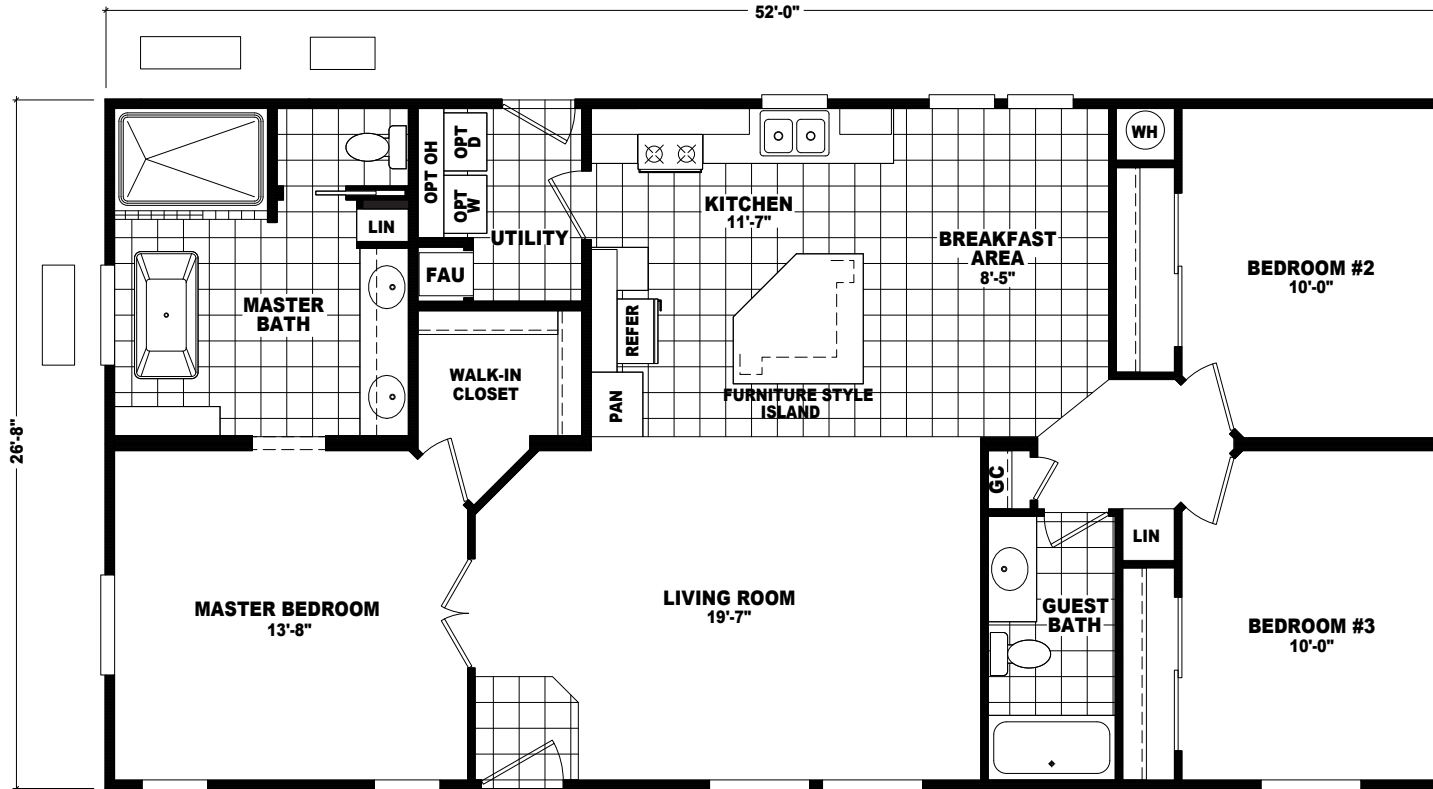 52'-0"
26'-8"
OPT OH
OPT
D
OPT
W
WH
KITCHEN
11'-7"
LIN
UTILITY
BREAKFAST
AREA
8'-5"
FAU
BEDROOM #2
10'-0"
MASTER
BATH
REFER
WALK-IN
CLOSET
PAN
FURNITURE STYLE
ISLAND
GC
LIN
MASTER BEDROOM
13'-8"
LIVING ROOM
19'-7"
GUEST
BATH
BEDROOM #3
10'-0"